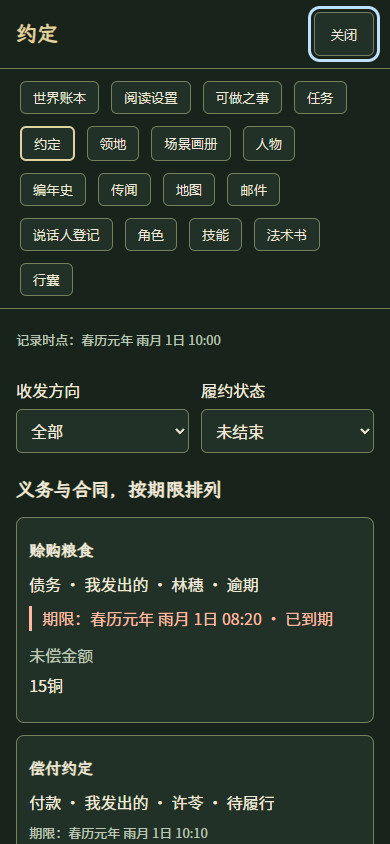 约定
关闭
世界账本 阅读设置 可做之事 任务
约定 领地 场景画册 人物
编年史 传闻 地图 邮件
说话人登记 角色 技能 法术书
行囊
记录时点：春历元年 雨月 1日 10:00
收发方向 履约状态
全部 未结束
义务与合同，按期限排列
赊购粮食
债务 • 我发出的 • 林穗 • 逾期
期限：春历元年 雨月 1日 08:20 • 已到期
未偿金额
15铜
偿付约定
付款 • 我发出的 • 许苓 • 待履行
期限：春历元年 雨月 1日 10:10